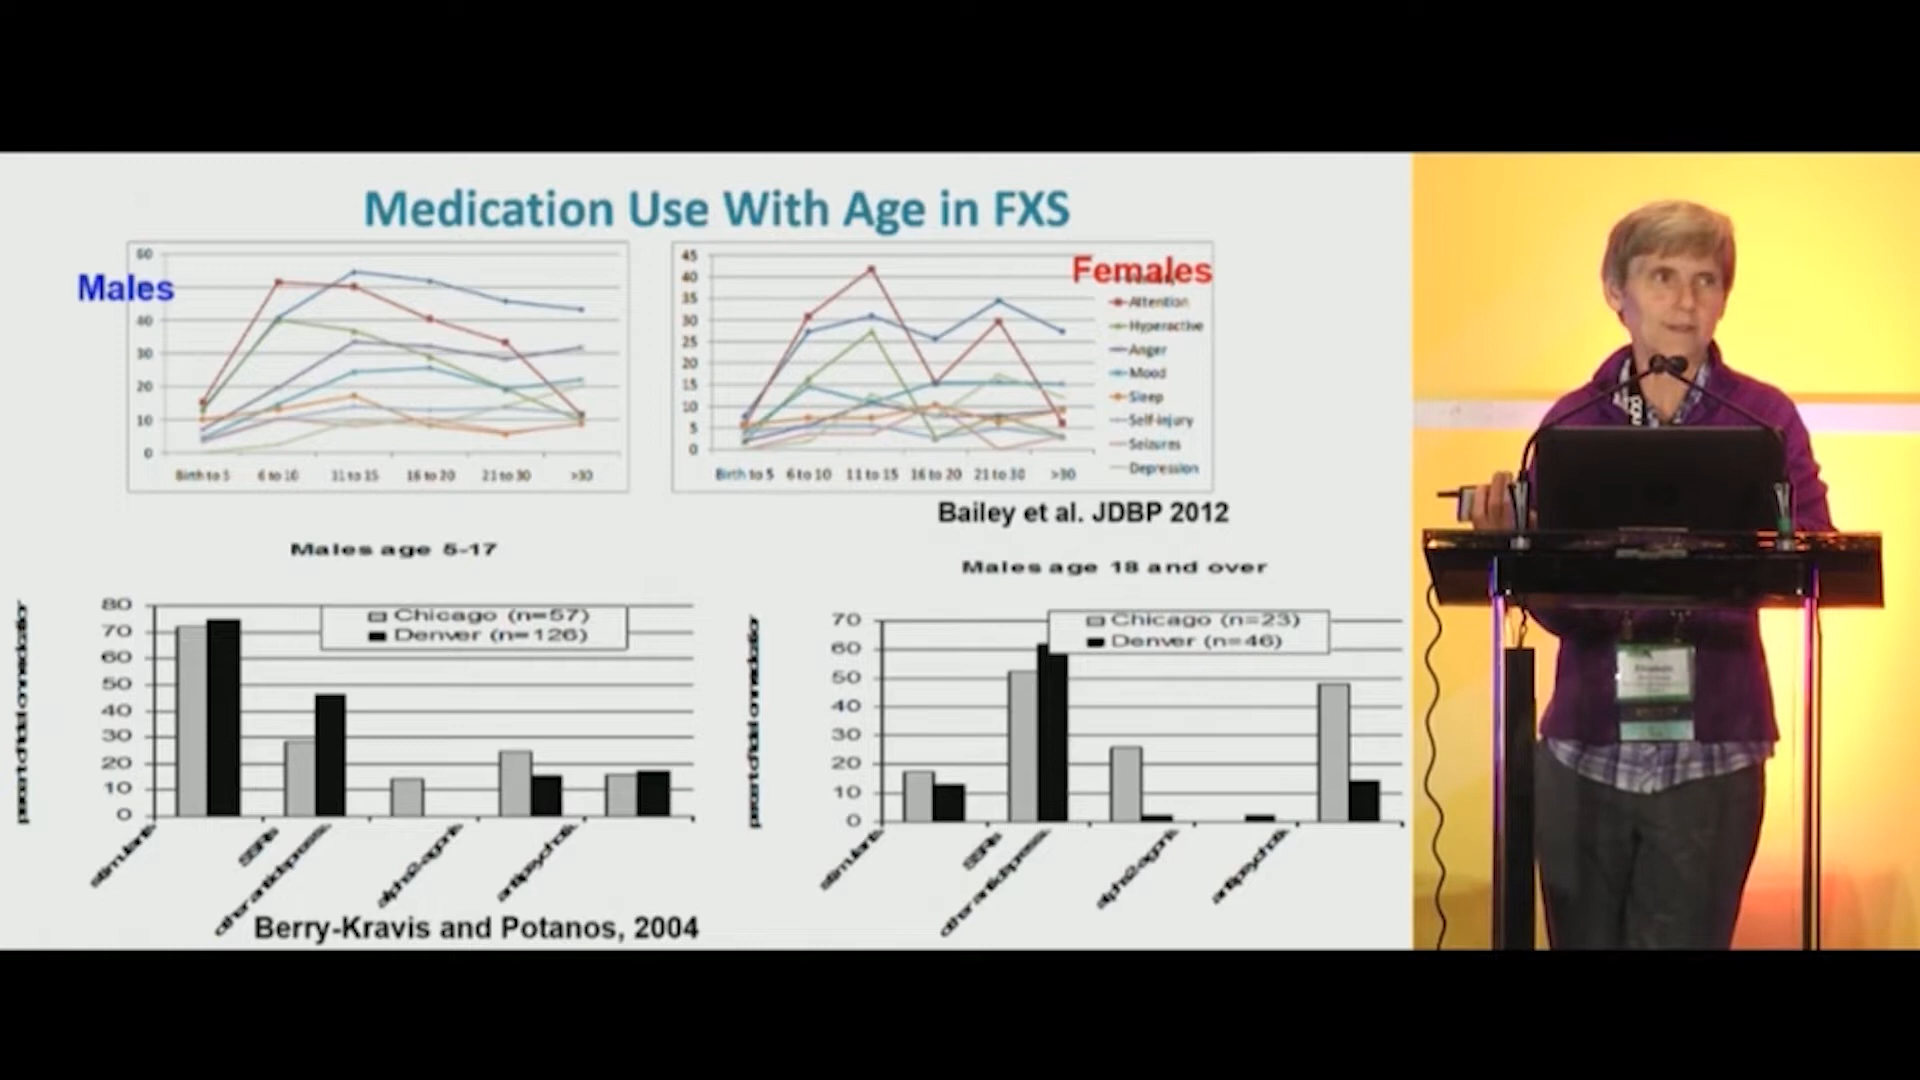 Medication Use With Age in FXS
Males
60
40
30
20
10
0
Birth to 5 6 to 10 11 to 15 16 to 20 21 to 30 >30
Females
45
40
35
30
25
20
15
10
5
0
Birth to 5 6 to 10 11 to 15 16 to 20 21 to 30 >30
Attention
Hyperactive
Anger
Mood
Sleep
Self-injury
Seizures
Depression
Bailey et al. JDBP 2012
Males age 5-17
Chicago (n=57)
Denver (n=126)
80
70
60
50
40
30
20
10
0
stimulants
SSRIs
alpha2-agonis
antipsychotic
Males age 18 and over
Chicago (n=23)
Denver (n=46)
70
60
50
40
30
20
10
0
stimulants
SSRIs
alpha2-agonis
antipsychotic
Berry-Kravis and Potanos, 2004